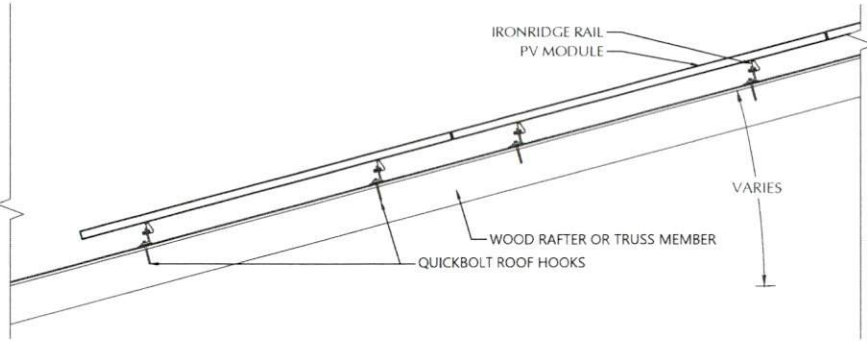 IRONRIDGE RAIL
PV MODULE
VARIES
WOOD RAFTER OR TRUSS MEMBER
QUICKBOLT ROOF HOOKS